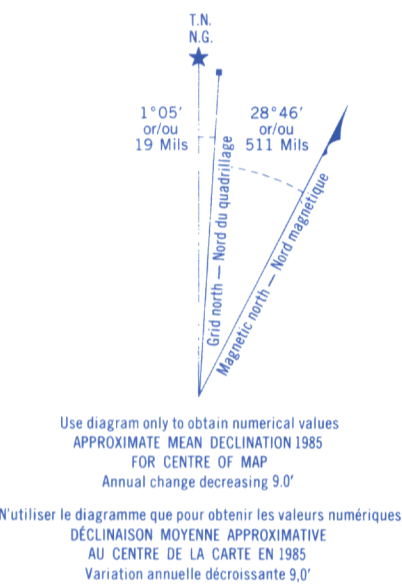 T.N.
N.G.
1°05′
or/ou
19 Mils
28°46′
or/ou
511 Mils
Grid north — Nord du quadrillage
Magnetic north — Nord magnétique
Use diagram only to obtain numerical values
APPROXIMATE MEAN DECLINATION 1985
FOR CENTRE OF MAP
Annual change decreasing 9.0′
N'utiliser le diagramme que pour obtenir les valeurs numériques
DÉCLINAISON MOYENNE APPROXIMATIVE
AU CENTRE DE LA CARTE EN 1985
Variation annuelle décroissante 9,0′